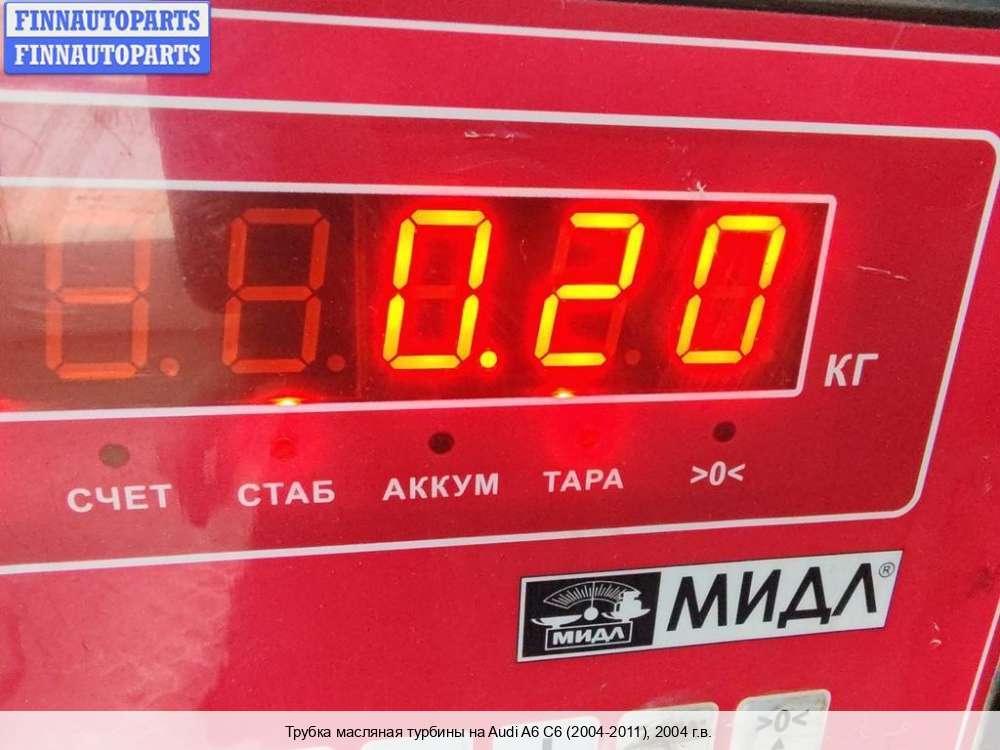 FINNAUTOPARTS
FINNAUTOPARTS
0.20
КГ
СЧЕТ СТАБ АККУМ ТАРА >0<
МИДЛ МИДЛ®
>0<
Трубка масляная турбины на Audi A6 C6 (2004-2011), 2004 г.в.